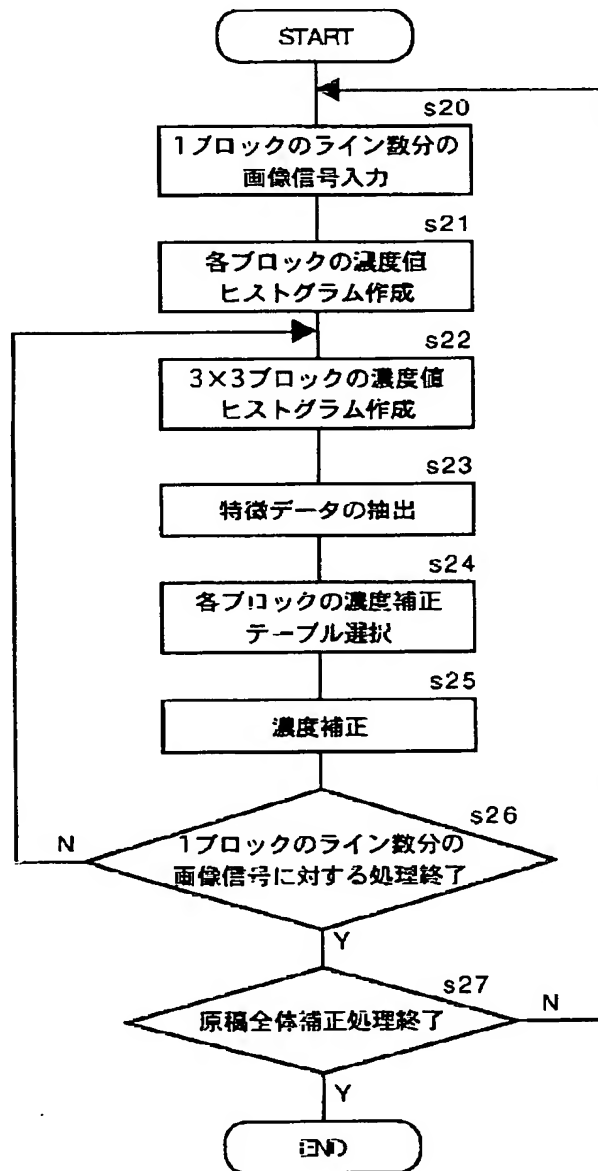 START
s20
1ブロックのライン数分の
画像信号入力
s21
各ブロックの濃度値
ヒストグラム作成
s22
3×3ブロックの濃度値
ヒストグラム作成
s23
特徴データの抽出
s24
各ブロックの濃度補正
テーブル選択
s25
濃度補正
s26
N
1ブロックのライン数分の
画像信号に対する処理終了
Y
s27
N
原稿全体補正処理終了
Y
END